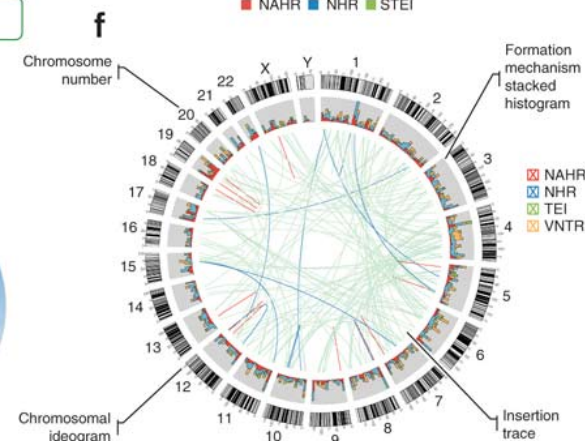 NAHR NHR STEI
f
Chromosome
number
Formation
mechanism
stacked
histogram
X
Y
1
2
3
4
5
6
7
8
9
10
11
12
13
14
15
16
17
18
19
20
21
22
NAHR
NHR
TEI
VNTR
Chromosomal
ideogram
Insertion
trace